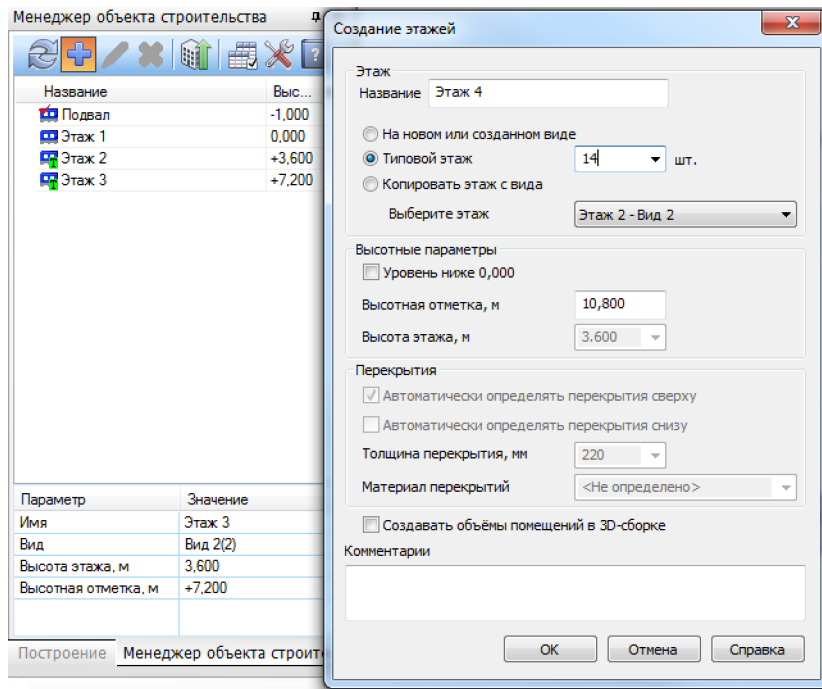 Менеджер объекта строительства
Название Выс...
Подвал -1,000
Этаж 1 0,000
Этаж 2 +3,600
Этаж 3 +7,200
Параметр Значение
Имя Этаж 3
Вид Вид 2(2)
Высота этажа, м 3,600
Высотная отметка, м +7,200
Построение Менеджер объекта строит
Создание этажей
Этаж
Название Этаж 4
На новом или созданном виде
Типовой этаж 14 шт.
Копировать этаж с вида
Выберите этаж Этаж 2 - Вид 2
Высотные параметры
Уровень ниже 0,000
Высотная отметка, м 10,800
Высота этажа, м 3.600
Перекрытия
Автоматически определять перекрытия сверху
Автоматически определять перекрытия снизу
Толщина перекрытия, мм 220
Материал перекрытий <Не определено>
Создавать объёмы помещений в 3D-сборке
Комментарии
ОК Отмена Справка